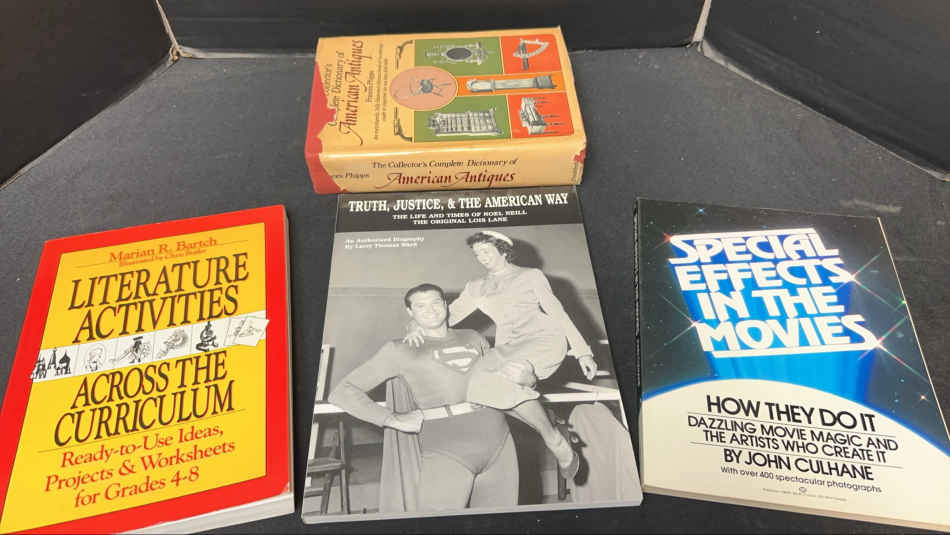 Collector's
Complete Dictionary of
American Antiques
Frances Phipps
The Collector's Complete Dictionary of
Phipps
American Antiques
TRUTH, JUSTICE, & THE AMERICAN WAY
THE LIFE AND TIMES OF NOEL NEILL
THE ORIGINAL LOIS LANE
An Authorized Biography
By Larry Thomas Ward
S
Marian R. Bartch
Illustrated by
LITERATURE
ACTIVITIES
ACROSS THE
CURRICULUM
Ready-to-Use Ideas,
Projects & Worksheets
for Grades 4-8
SPECIAL
EFFECTS
IN THE
MOVIES
HOW THEY DO IT
DAZZLING MOVIE MAGIC AND
THE ARTISTS WHO CREATE IT
BY JOHN CULHANE
With over 400 spectacular photographs